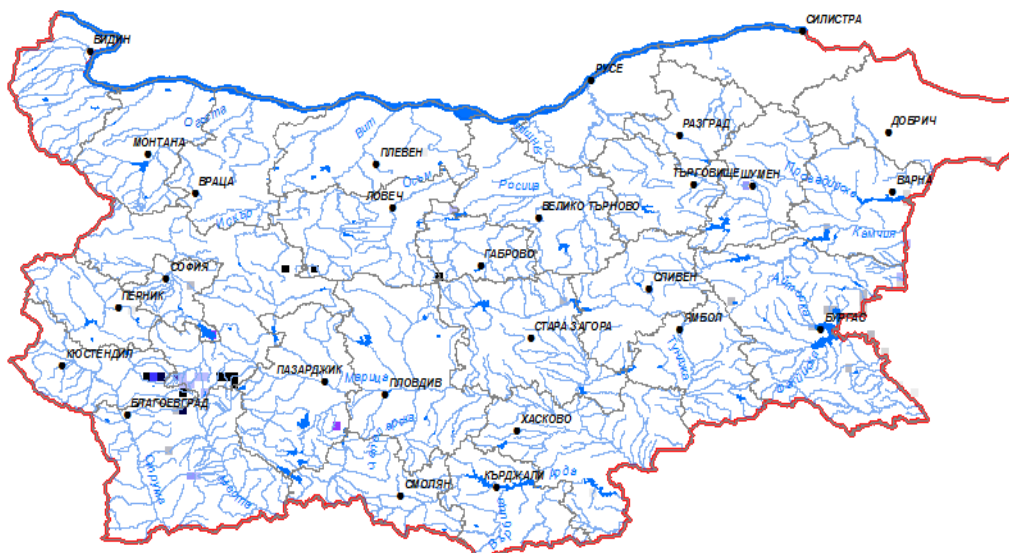 СИЛИСТРА
ВИДИН
РУСЕ
Огоста
Вит
РАЗГРАД
ДОБРИЧ
МОНТАНА
ПЛЕВЕН
Осъм
ТЪРГОВИЩЕ
ШУМЕН
Провадийска
ВРАЦА
ЛОВЕЧ
Росица
ВАРНА
Искър
ВЕЛИКО ТЪРНОВО
Камчия
ГАБРОВО
СОФИЯ
СЛИВЕН
Айтоска
ПЕРНИК
СТАРА ЗАГОРА
ЯМБОЛ
БУРГАС
КЮСТЕНДИЛ
ПАЗАРДЖИК
Марица
ПЛОВДИВ
Тунджа
БЛАГОЕВГРАД
ХАСКОВО
Струма
Места
СМОЛЯН
КЪРДЖАЛИ